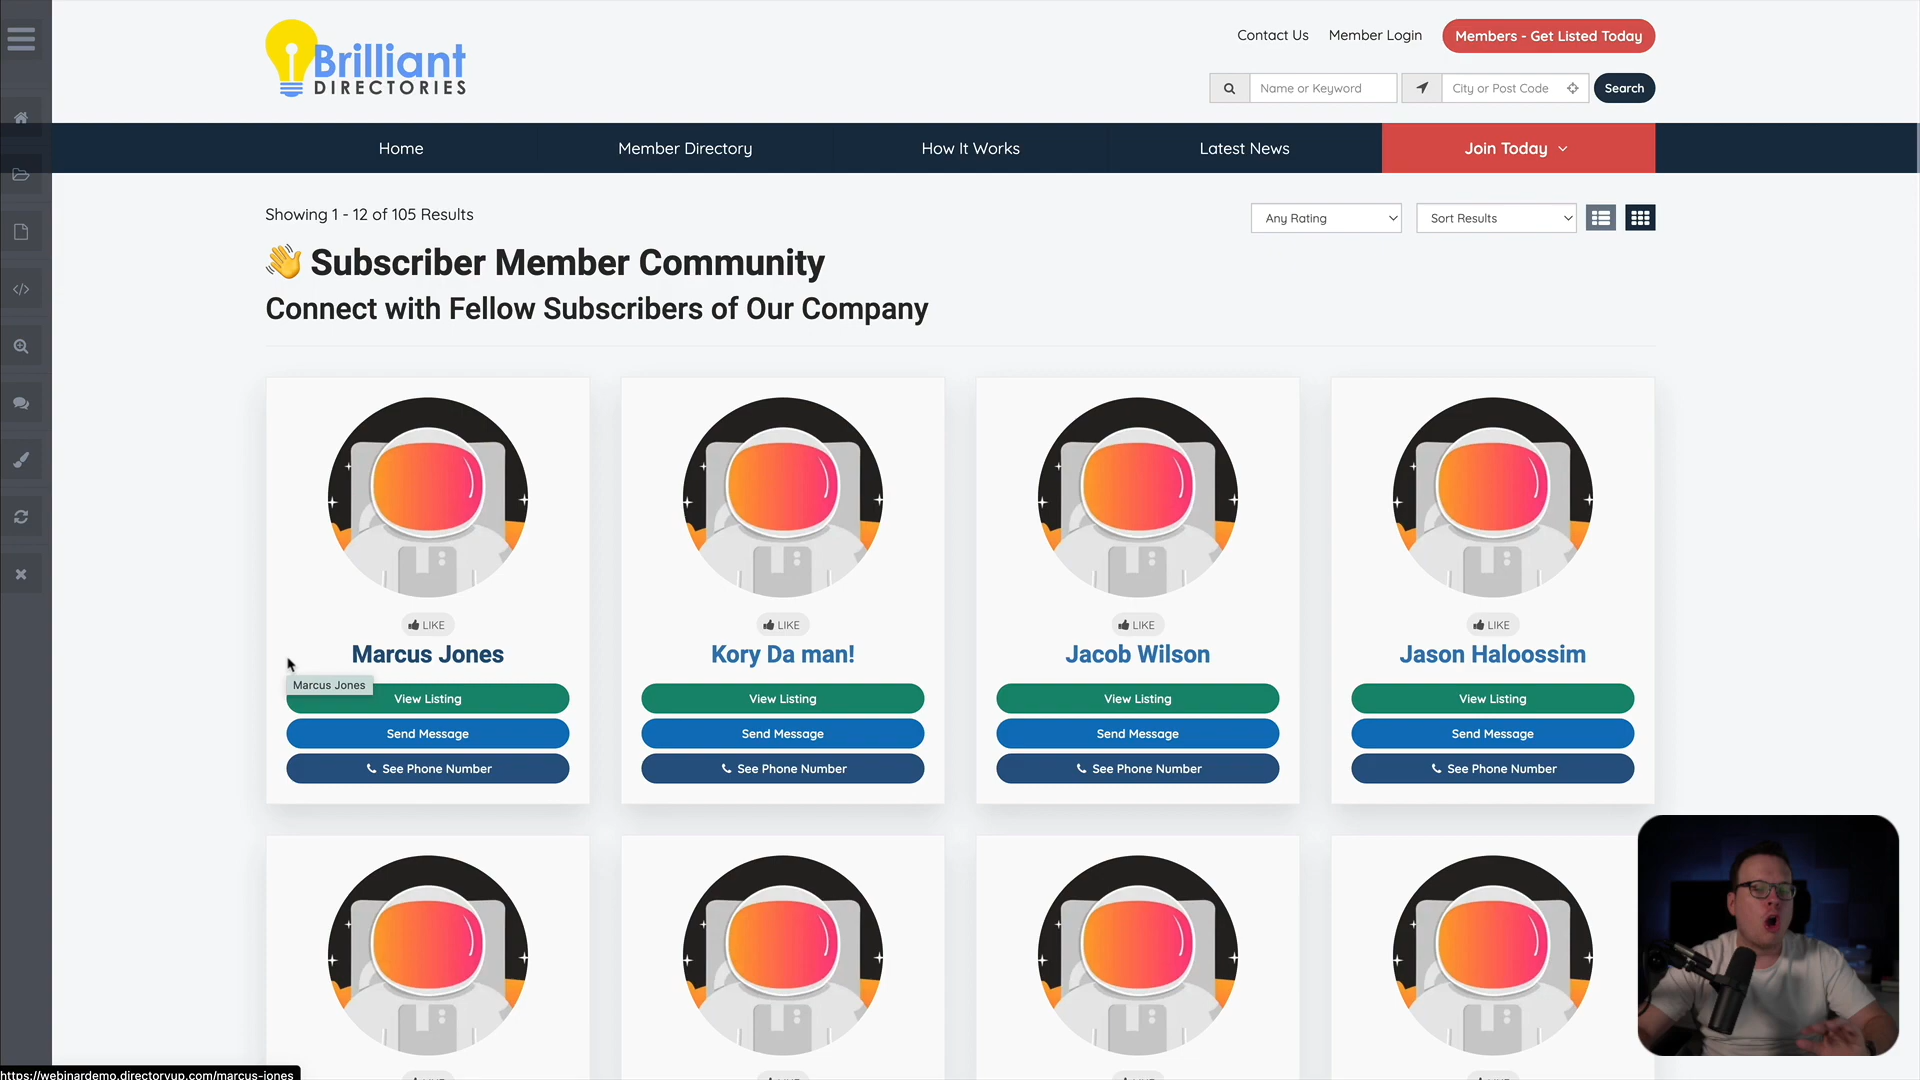 Brilliant
DIRECTORIES
Contact Us
Member Login
Members - Get Listed Today
Name or Keyword
City or Post Code
Search
Home
Member Directory
How It Works
Latest News
Join Today
Showing 1 - 12 of 105 Results
Any Rating
Sort Results
👋 Subscriber Member Community
Connect with Fellow Subscribers of Our Company
LIKE
Marcus Jones
Marcus Jones
View Listing
Send Message
See Phone Number
LIKE
Kory Da man!
View Listing
Send Message
See Phone Number
LIKE
Jacob Wilson
View Listing
Send Message
See Phone Number
LIKE
Jason Haloossim
View Listing
Send Message
See Phone Number
https://webinardemo.directoryup.com/marcus-jones